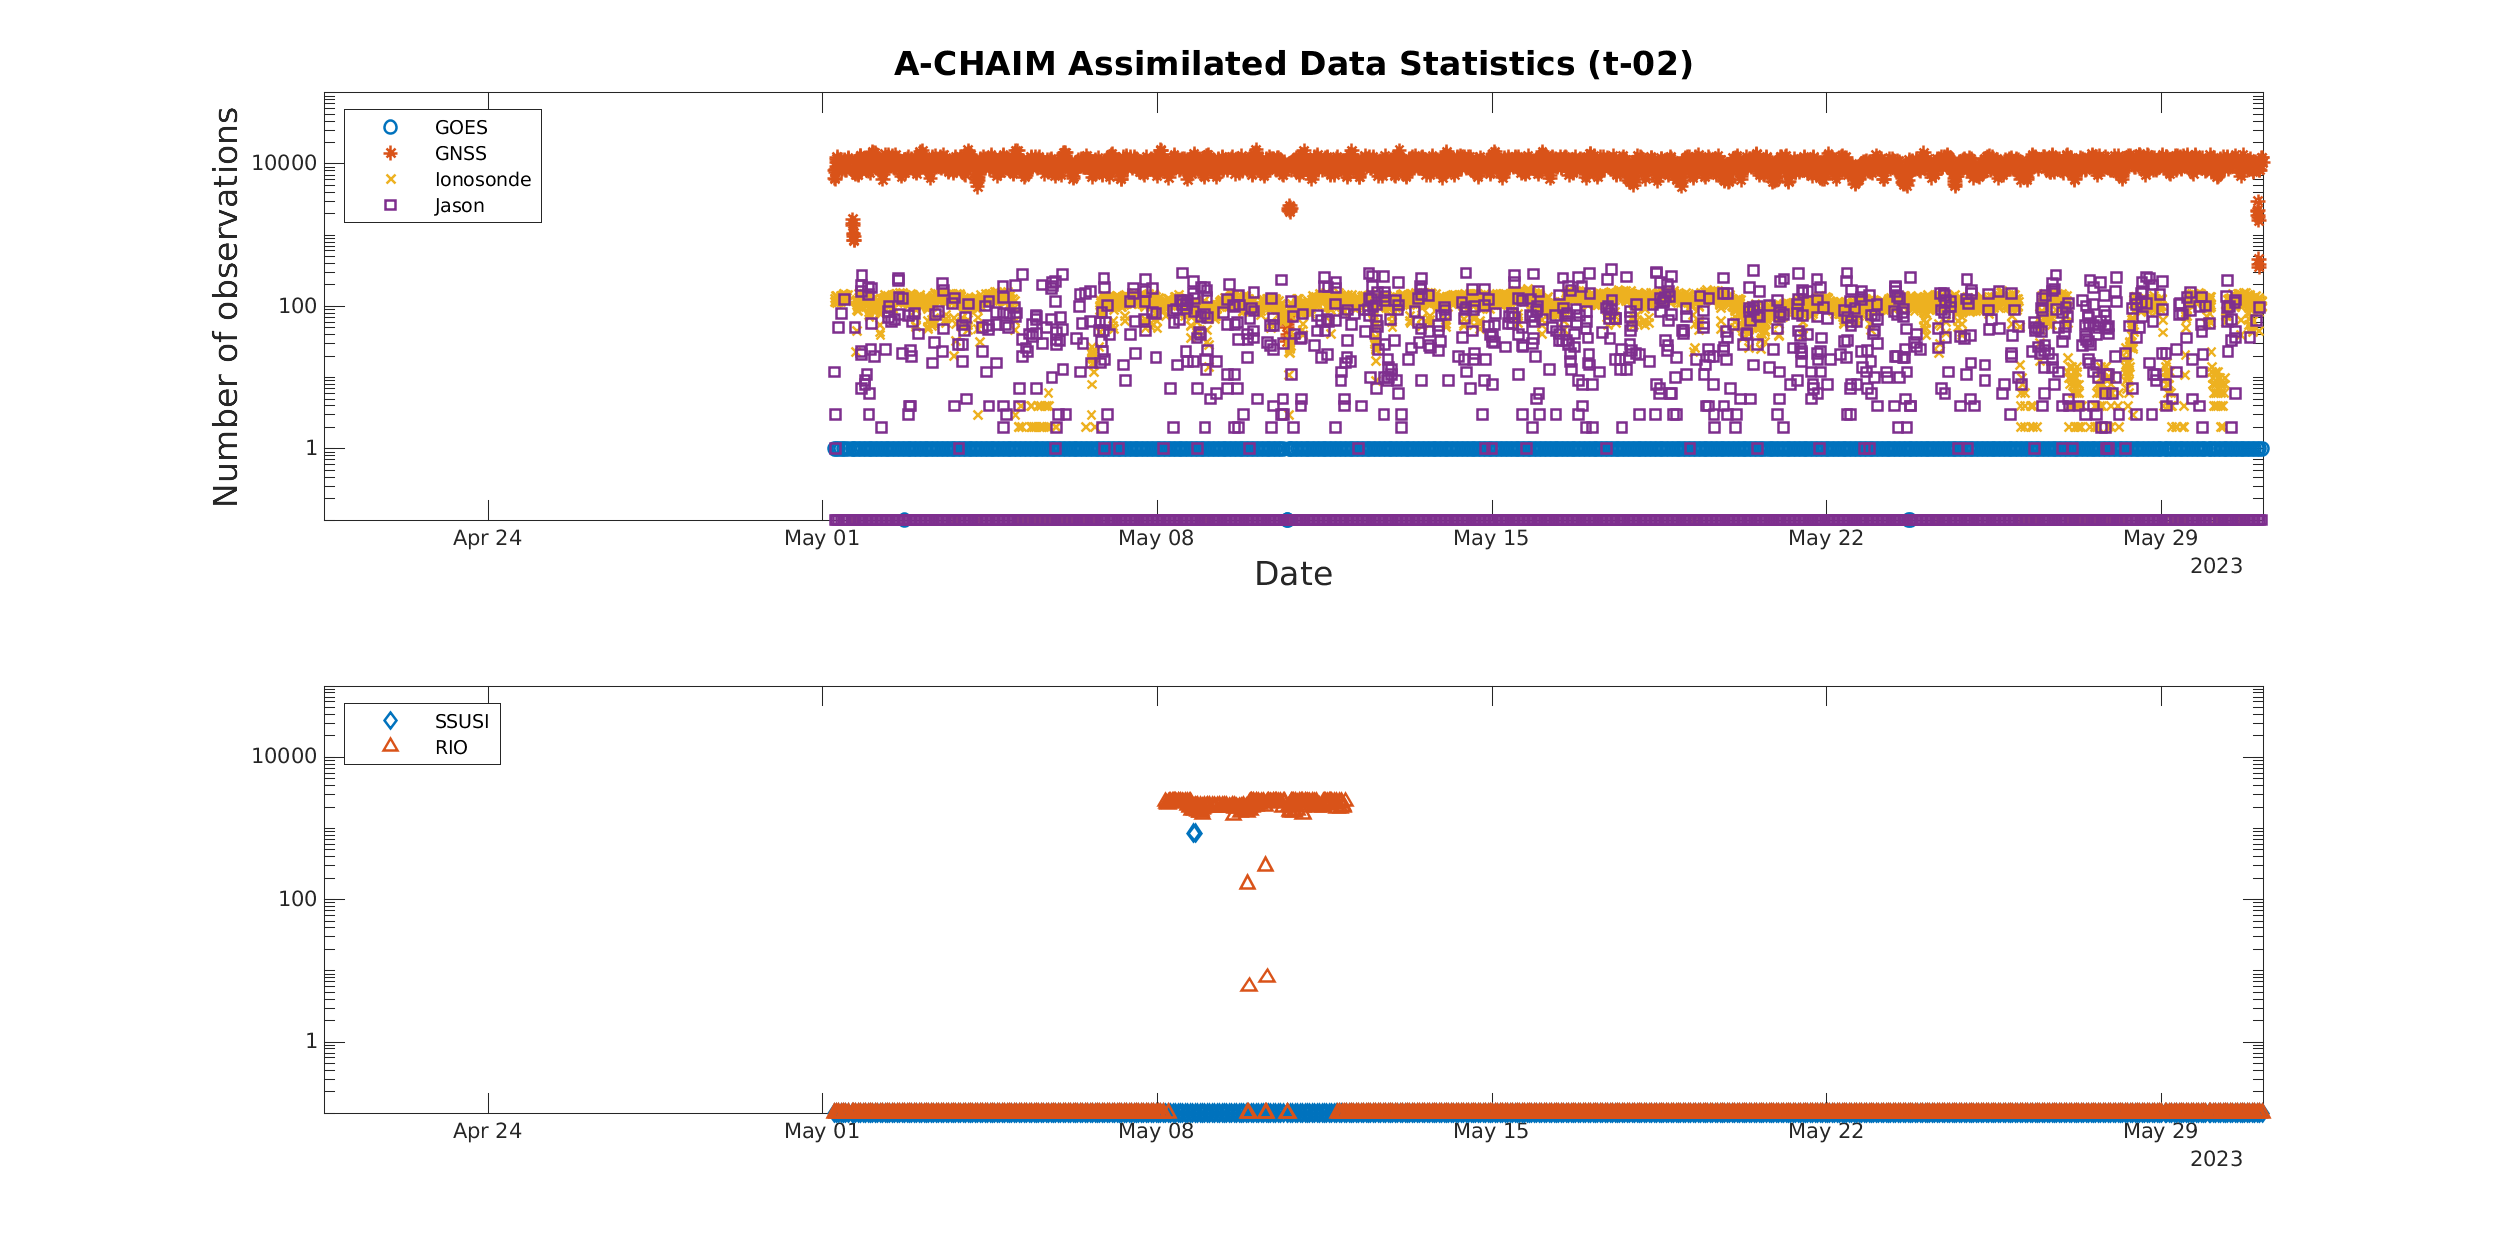 A-CHAIM Assimilated Data Statistics (t-02)
Number of observations
10000
100
1
GOES
GNSS
Ionosonde
Jason
Apr 24 May 01 May 08 May 15 May 22 May 29
2023
Date
10000
100
1
SSUSI
RIO
Apr 24 May 01 May 08 May 15 May 22 May 29
2023